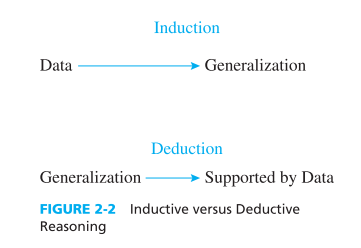 Induction
Data Generalization
Deduction
Generalization Supported by Data
FIGURE 2-2 Inductive versus Deductive
Reasoning